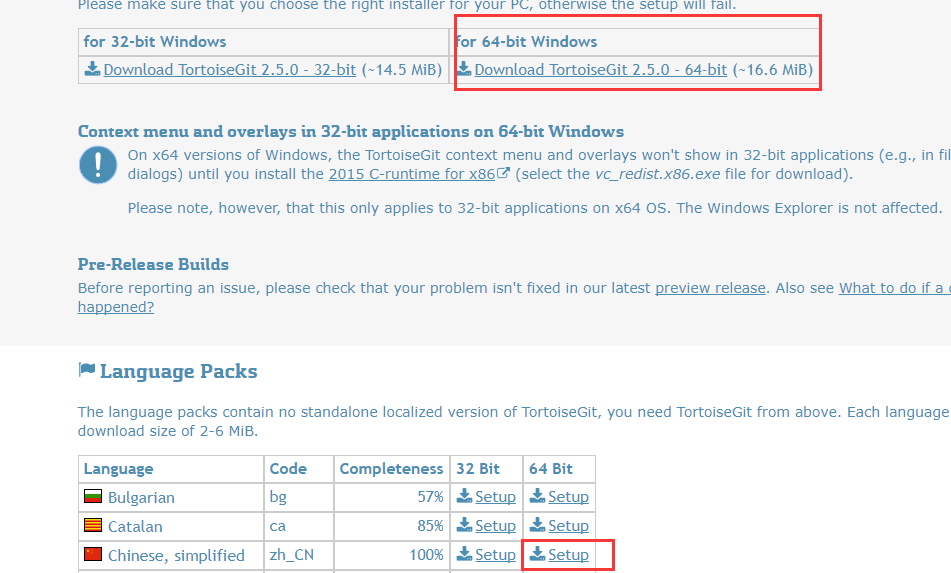 Please make sure that you choose the right installer for your PC, otherwise the setup will fail.
for 32-bit Windows for 64-bit Windows
Download TortoiseGit 2.5.0 - 32-bit (~14.5 MiB) Download TortoiseGit 2.5.0 - 64-bit (~16.6 MiB)
Context menu and overlays in 32-bit applications on 64-bit Windows
On x64 versions of Windows, the TortoiseGit context menu and overlays won't show in 32-bit applications (e.g., in fil
dialogs) until you install the 2015 C-runtime for x86 (select the vc_redist.x86.exe file for download).
Please note, however, that this only applies to 32-bit applications on x64 OS. The Windows Explorer is not affected.
Pre-Release Builds
Before reporting an issue, please check that your problem isn't fixed in our latest preview release. Also see What to do if a c
happened?
Language Packs
The language packs contain no standalone localized version of TortoiseGit, you need TortoiseGit from above. Each language
download size of 2-6 MiB.
Language Code Completeness 32 Bit 64 Bit
Bulgarian bg 57% Setup Setup
Catalan ca 85% Setup Setup
Chinese, simplified zh_CN 100% Setup Setup